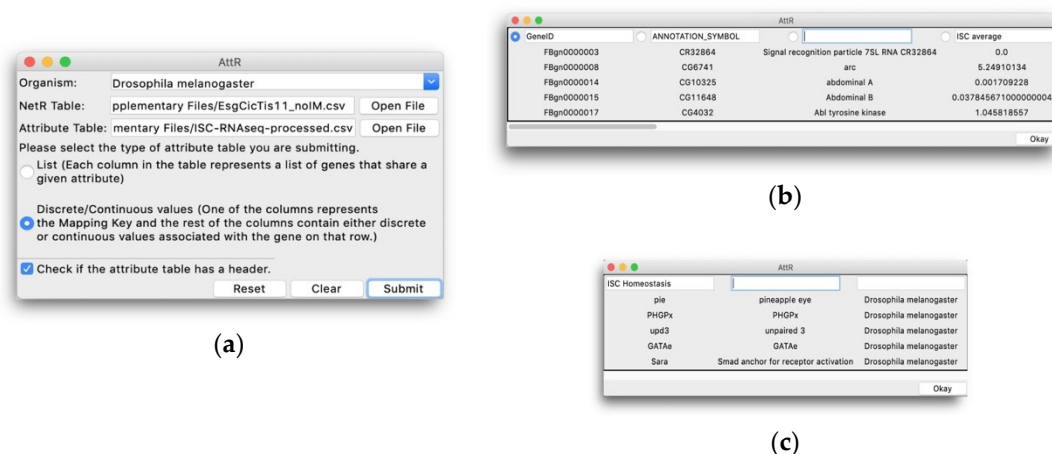 AttR
Organism: Drosophila melanogaster
NetR Table: pplementary Files/EsgCicTis11_noIM.csv Open File
Attribute Table: mentary Files/ISC-RNAseq-processed.csv Open File
Please select the type of attribute table you are submitting.
List (Each column in the table represents a list of genes that share a
given attribute)
Discrete/Continuous values (One of the columns represents
the Mapping Key and the rest of the columns contain either discrete
or continuous values associated with the gene on that row.)
Check if the attribute table has a header.
Reset Clear Submit
(a)
AttR
GeneID ANNOTATION_SYMBOL ISC average
FBgn0000003 CR32864 Signal recognition particle 7SL RNA CR32864 0.0
FBgn0000008 CG6741 arc 5.24910134
FBgn0000014 CG10325 abdominal A 0.001709228
FBgn0000015 CG11648 Abdominal B 0.037845671000000004
FBgn0000017 CG4032 Abl tyrosine kinase 1.045818557
Okay
(b)
AttR
ISC Homeostasis
pie pineapple eye Drosophila melanogaster
PHGPx PHGPx Drosophila melanogaster
upd3 unpaired 3 Drosophila melanogaster
GATAe GATAe Drosophila melanogaster
Sara Smad anchor for receptor activation Drosophila melanogaster
Okay
(c)